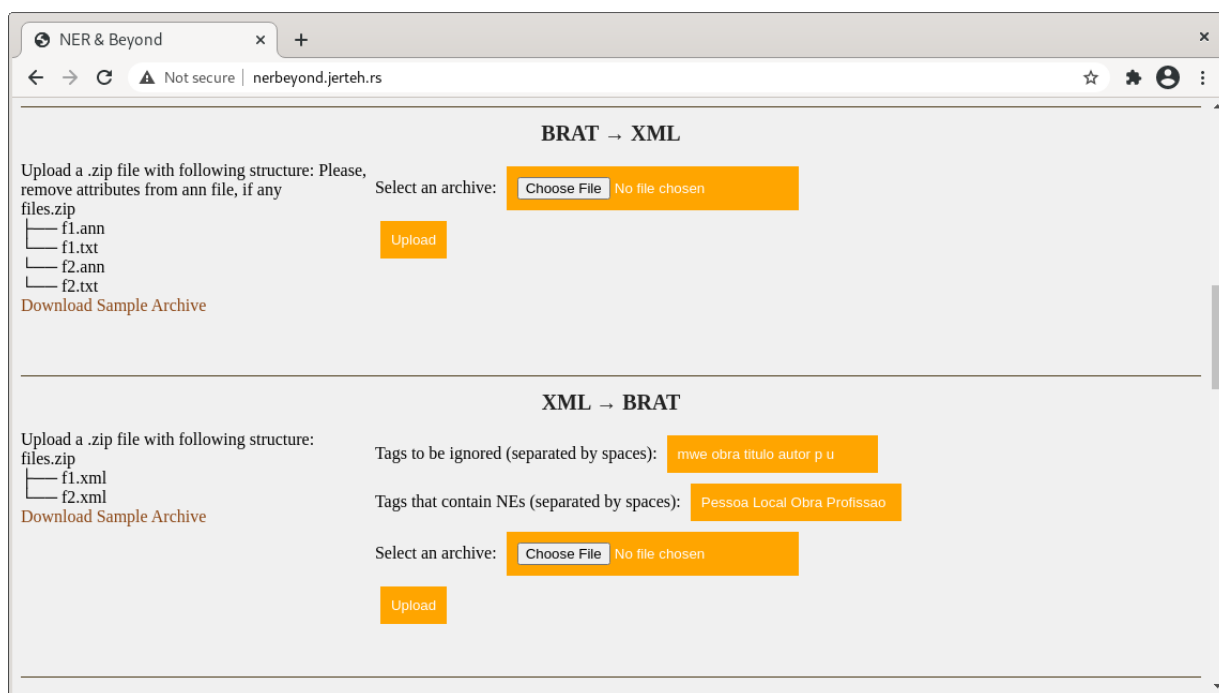 NER & Beyond
Not secure | nerbeyond.jerteh.rs
BRAT → XML
Upload a .zip file with following structure: Please,
remove attributes from ann file, if any
files.zip
├── f1.ann
└── f1.txt
└── f2.ann
└── f2.txt
Download Sample Archive
Select an archive: Choose File No file chosen
Upload
XML → BRAT
Upload a .zip file with following structure:
files.zip
├── f1.xml
└── f2.xml
Download Sample Archive
Tags to be ignored (separated by spaces): mwe obra titulo autor p u
Tags that contain NEs (separated by spaces): Pessoa Local Obra Profissao
Select an archive: Choose File No file chosen
Upload